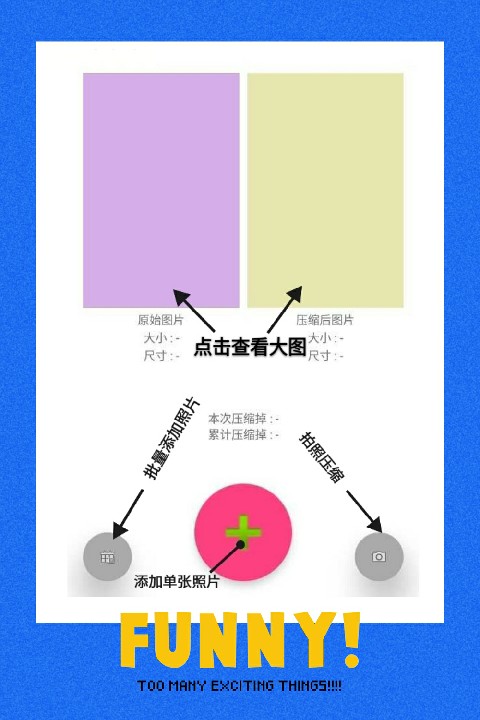 原始图片
大小 : -
尺寸 : -
压缩后图片
大小 : -
尺寸 : -
点击查看大图
本次压缩掉 : -
累计压缩掉 : -
批量添加照片
拍照压缩
添加单张照片
FUNNY!
TOO MANY EXCITING THINGS!!!!